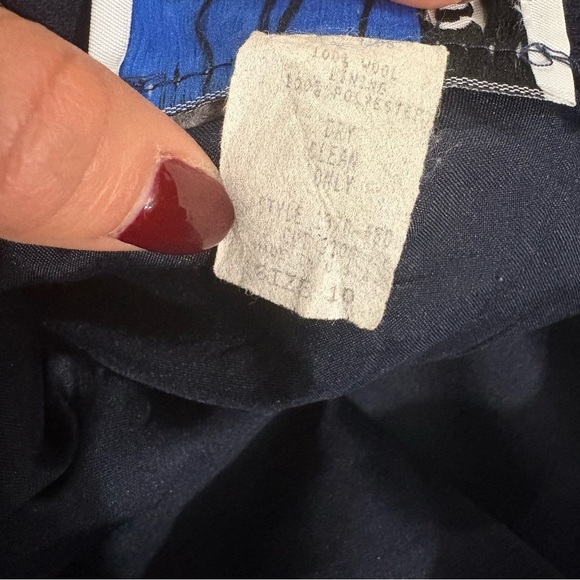 100% WOOL
LINING
100% POLYESTER
DRY
CLEAN
ONLY
STYLE
SIZE 10